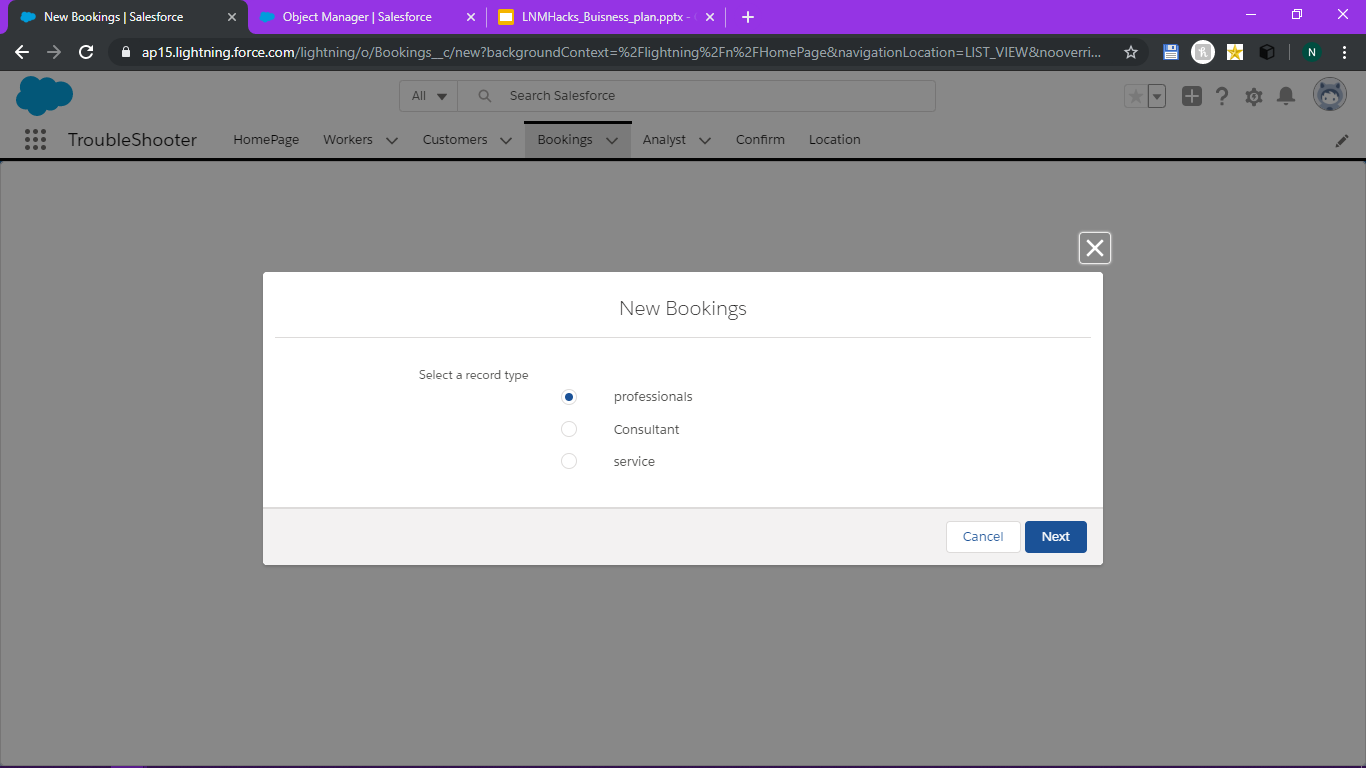 New Bookings | Salesforce
Object Manager | Salesforce
LNMHacks_Buisness_plan.pptx -
ap15.lightning.force.com/lightning/o/Bookings__c/new?backgroundContext=%2Flightning%2Fn%2FHomePage&navigationLocation=LIST_VIEW&nooverri...
N
All
Search Salesforce
TroubleShooter
HomePage
Workers
Customers
Bookings
Analyst
Confirm
Location
New Bookings
Select a record type
professionals
Consultant
service
Cancel
Next